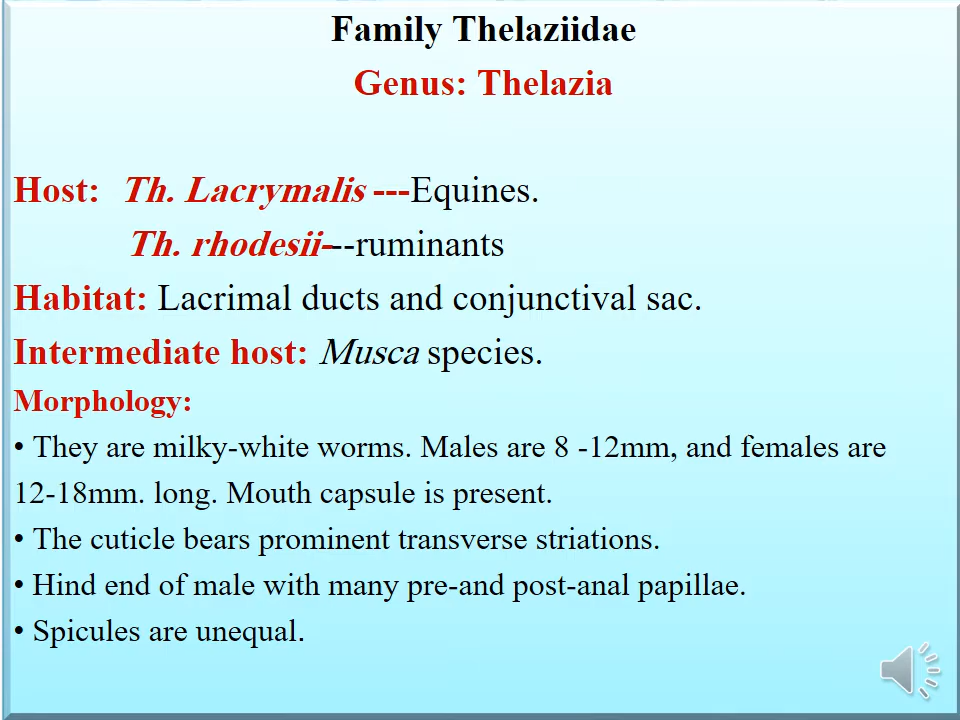 Family Thelaziidae
Genus: Thelazia
Host: Th. Lacrymalis ---Equines.
Th. rhodesii---ruminants
Habitat: Lacrimal ducts and conjunctival sac.
Intermediate host: Musca species.
Morphology:
• They are milky-white worms. Males are 8 -12mm, and females are
12-18mm. long. Mouth capsule is present.
• The cuticle bears prominent transverse striations.
• Hind end of male with many pre-and post-anal papillae.
• Spicules are unequal.